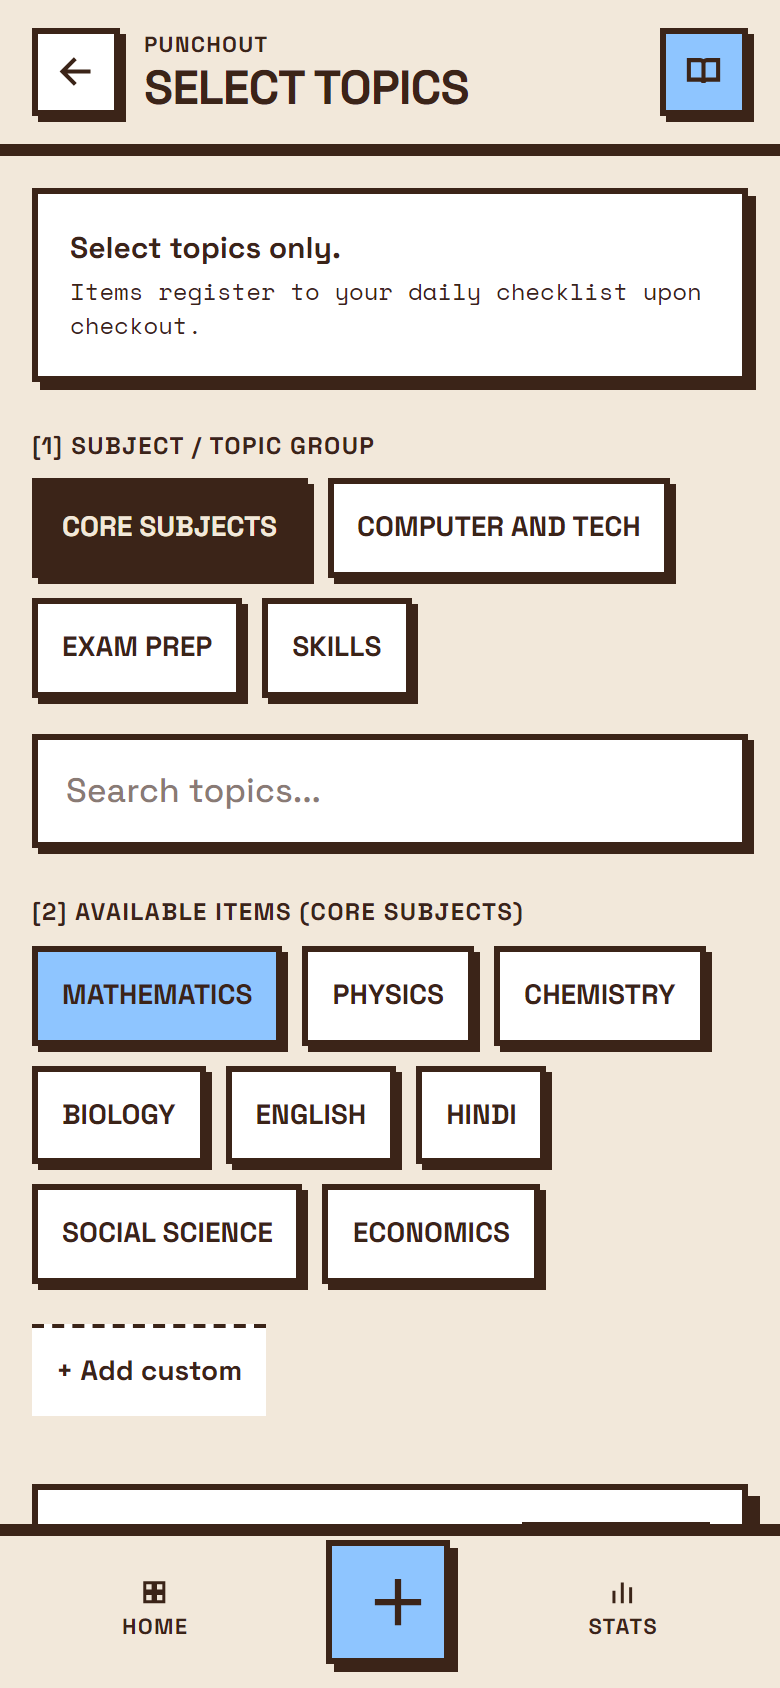 PUNCHOUT
SELECT TOPICS
Select topics only.
Items register to your daily checklist upon
checkout.
[1] SUBJECT / TOPIC GROUP
CORE SUBJECTS
COMPUTER AND TECH
EXAM PREP
SKILLS
Search topics...
[2] AVAILABLE ITEMS (CORE SUBJECTS)
MATHEMATICS
PHYSICS
CHEMISTRY
BIOLOGY
ENGLISH
HINDI
SOCIAL SCIENCE
ECONOMICS
+ Add custom
HOME
STATS